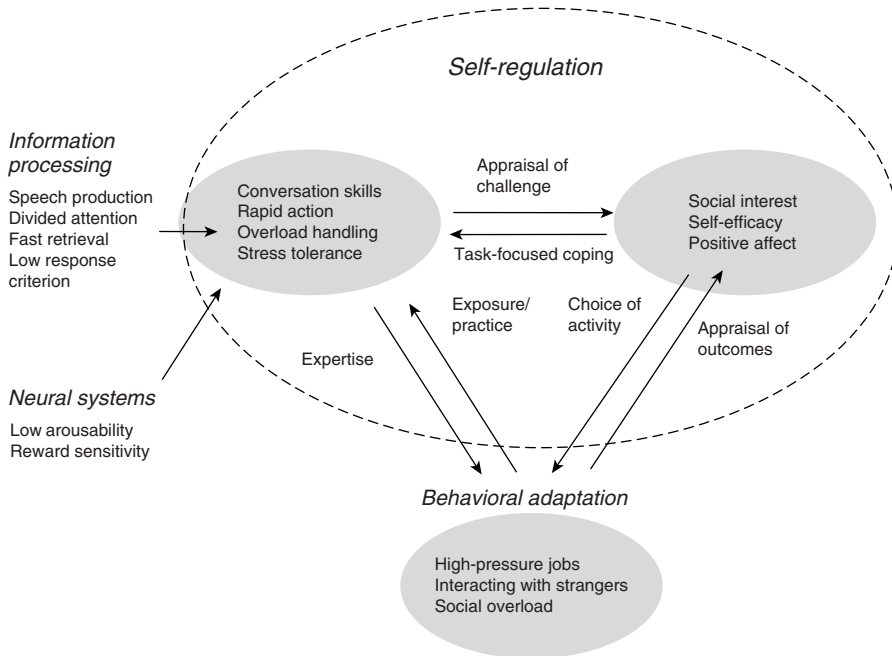 Self-regulation
Information
processing
Speech production
Divided attention
Fast retrieval
Low response
criterion
Conversation skills
Rapid action
Overload handling
Stress tolerance
Appraisal of
challenge
Task-focused coping
Social interest
Self-efficacy
Positive affect
Exposure/
practice
Choice of
activity
Appraisal of
outcomes
Expertise
Neural systems
Low arousability
Reward sensitivity
Behavioral adaptation
High-pressure jobs
Interacting with strangers
Social overload